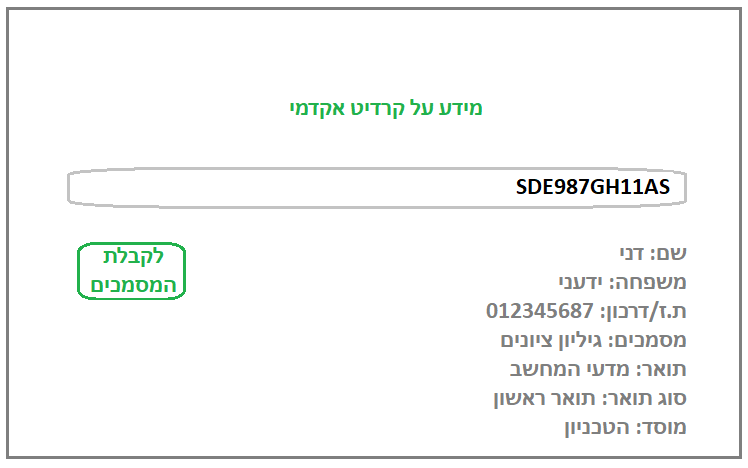 מידע על קרדיט אקדמי
SDE987GH11AS
שם: דני
משפחה: ידעני
ת.ז/דרכון: 012345687
מסמכים: גיליון ציונים
תואר: מדעי המחשב
סוג תואר: תואר ראשון
מוסד: הטכניון
לקבלת
המסמכים